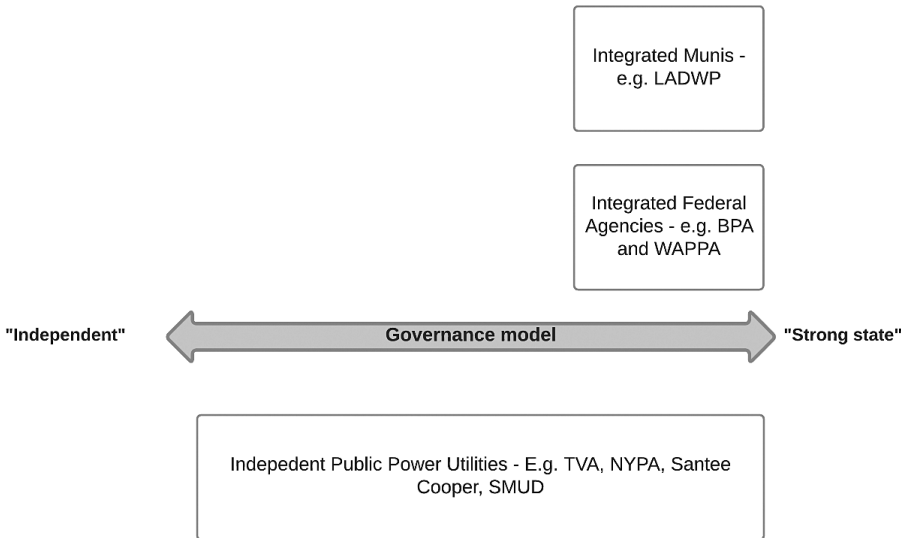 Integrated Munis -
e.g. LADWP
Integrated Federal
Agencies - e.g. BPA
and WAPPA
"Independent"
Governance model
"Strong state"
Indepedent Public Power Utilities - E.g. TVA, NYPA, Santee
Cooper, SMUD